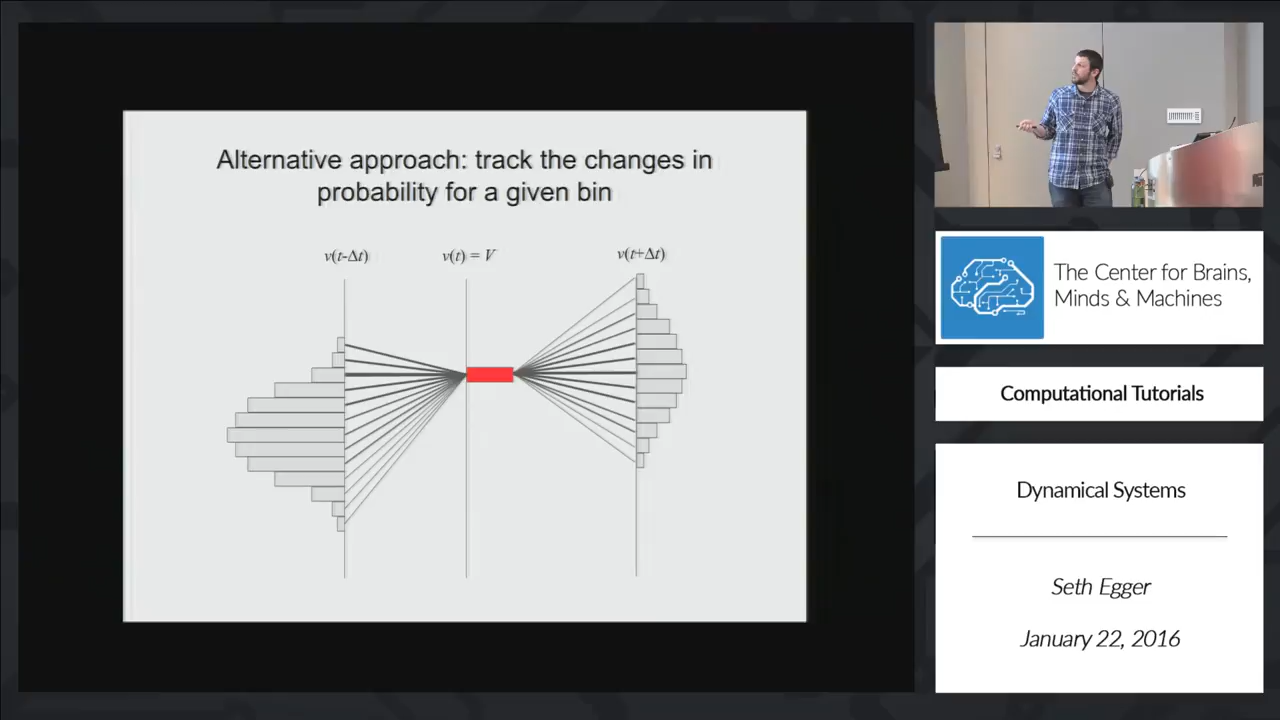 Alternative approach: track the changes in
probability for a given bin
v(t-Δt)
v(t) = V
v(t+Δt)
The Center for Brains,
Minds & Machines
Computational Tutorials
Dynamical Systems
Seth Egger
January 22, 2016